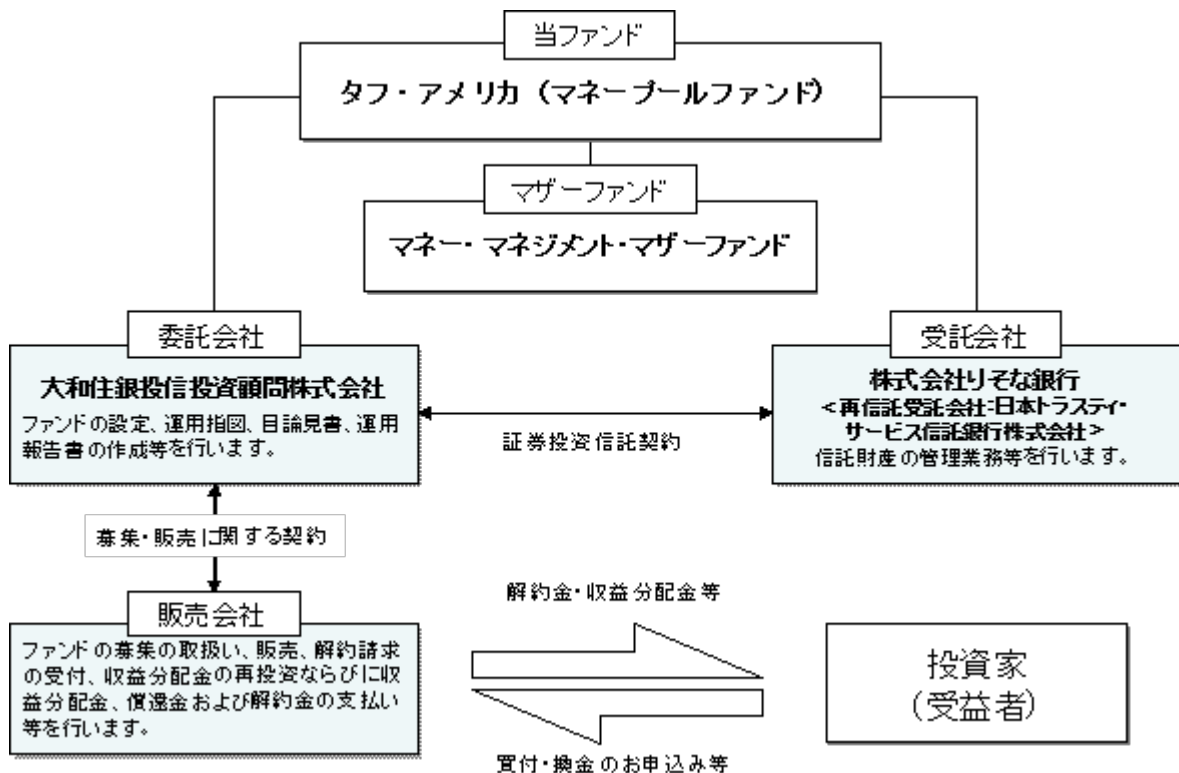 当ファンド
タフ・アメリカ（マネープールファンド）
マザーファンド
マネー・マネジメント・マザーファンド
委託会社
大和住銀投信投資顧問株式会社
ファンドの設定、運用指図、目論見書、運用
報告書の作成等を行います。
証券投資信託契約
受託会社
株式会社りそな銀行
<再信託受託会社:日本トラスティ・
サービス信託銀行株式会社>
信託財産の管理業務等を行います。
募集・販売に関する契約
販売会社
ファンドの募集の取扱い、販売、解約請求
の受付、収益分配金の再投資ならびに収
益分配金、償還金および解約金の支払い
等を行います。
解約金・収益分配金等
買付・換金のお申込み等
投資家
(受益者)